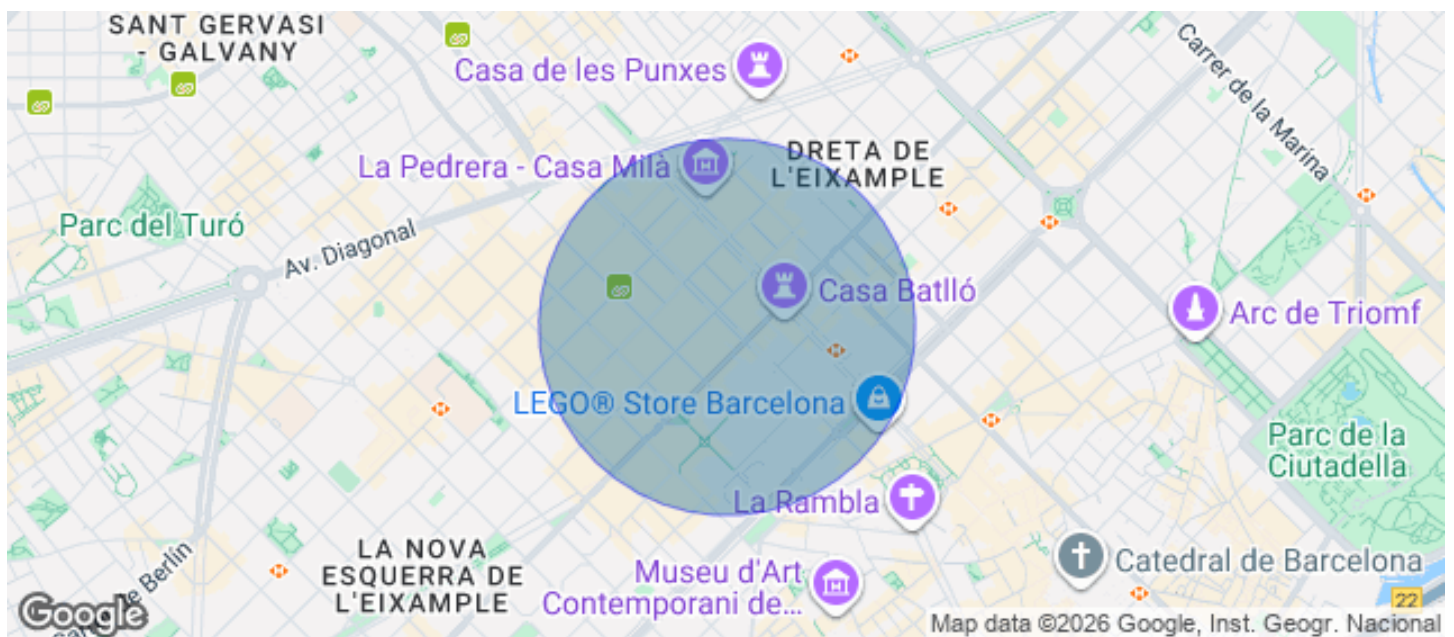 SANT GERVASI
- GALVANY
Casa de les Punxes
Carrer de la Marina
La Pedrera - Casa Milà
DRETA DE
L'EIXAMPLE
Parc del Turó
Av. Diagonal
Casa Batlló
Arc de Triomf
LEGO® Store Barcelona
Parc de la
Ciutadella
La Rambla
LA NOVA
ESQUERRA DE
L'EIXAMPLE
Museu d'Art
Contemporani de...
Catedral de Barcelona
de Berlín
22
Google
Map data ©2026 Google, Inst. Geogr. Nacional